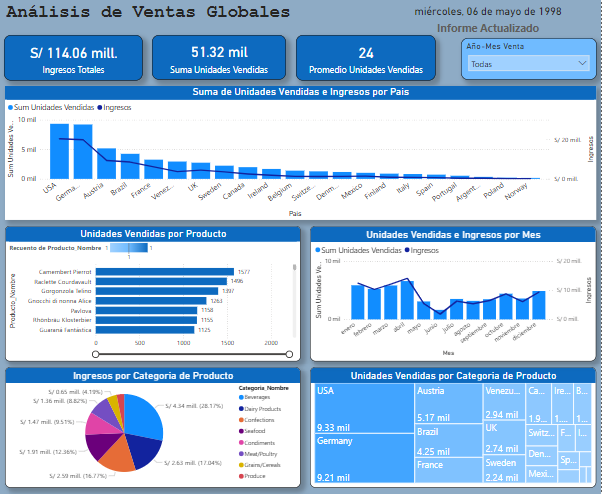 Análisis de Ventas Globales
miércoles, 06 de mayo de 1998
Informe Actualizado
S/ 114.06 mill.
Ingresos Totales
51.32 mil
Suma Unidades Vendidas
24
Promedio Unidades Vendidas
Año-Mes Venta
Todas
Suma de Unidades Vendidas e Ingresos por Pais
Sum Unidades Vendidas Ingresos
Sum Unidades Ve...
10 mil
5 mil
0 mil
S/ 20 mill.
S/ 0 mill.
Ingresos
USA
Germa...
Austria
Brazil
France
Venez...
UK
Sweden
Canada
Ireland
Belgium
Switze...
Denm...
Mexico
Finland
Italy
Spain
Portugal
Argent...
Poland
Norway
Pais
Unidades Vendidas por Producto
Recuento de Producto_Nombre 1 1
1
Producto_Nombre
Camembert Pierrot 1577
Raclette Courdavault 1496
Gorgonzola Telino 1397
Gnocchi di nonna Alice 1263
Pavlova 1158
Rhönbräu Klosterbier 1155
Guaraná Fantástica 1125
0 500 1000 1500 2000
Unidades Vendidas e Ingresos por Mes
Sum Unidades Vendidas Ingresos
Sum Unidades Ve...
10 mil
0 mil
S/ 20 mill.
S/ 10 mill.
S/ 0 mill.
Ingresos
enero
febrero
marzo
abril
mayo
junio
julio
agosto
septiembre
octubre
noviembre
diciembre
Mes
Ingresos por Categoria de Producto
S/ 0.65 mill. (4.19%)
S/ 1.36 mill. (8.82%)
S/ 1.47 mill. (9.51%)
S/ 1.91 mill. (12.36%)
S/ 2.59 mill. (16.77%)
S/ 4.34 mill. (28.17%)
S/ 2.63 mill. (17.04%)
Categoria_Nombre
Beverages
Dairy Products
Confections
Seafood
Condiments
Meat/Poultry
Grains/Cereals
Produce
Unidades Vendidas por Categoria de Producto
USA
9.33 mil
Germany
9.21 mil
Austria
5.17 mil
Brazil
4.25 mil
France
Venezu...
2.94 mil
UK
2.74 mil
Sweden
2.24 mil
Ca...
1.9...
Switz...
Den...
Mexi...
Ire...
1...
F...
Sp...
B...
1...
I...